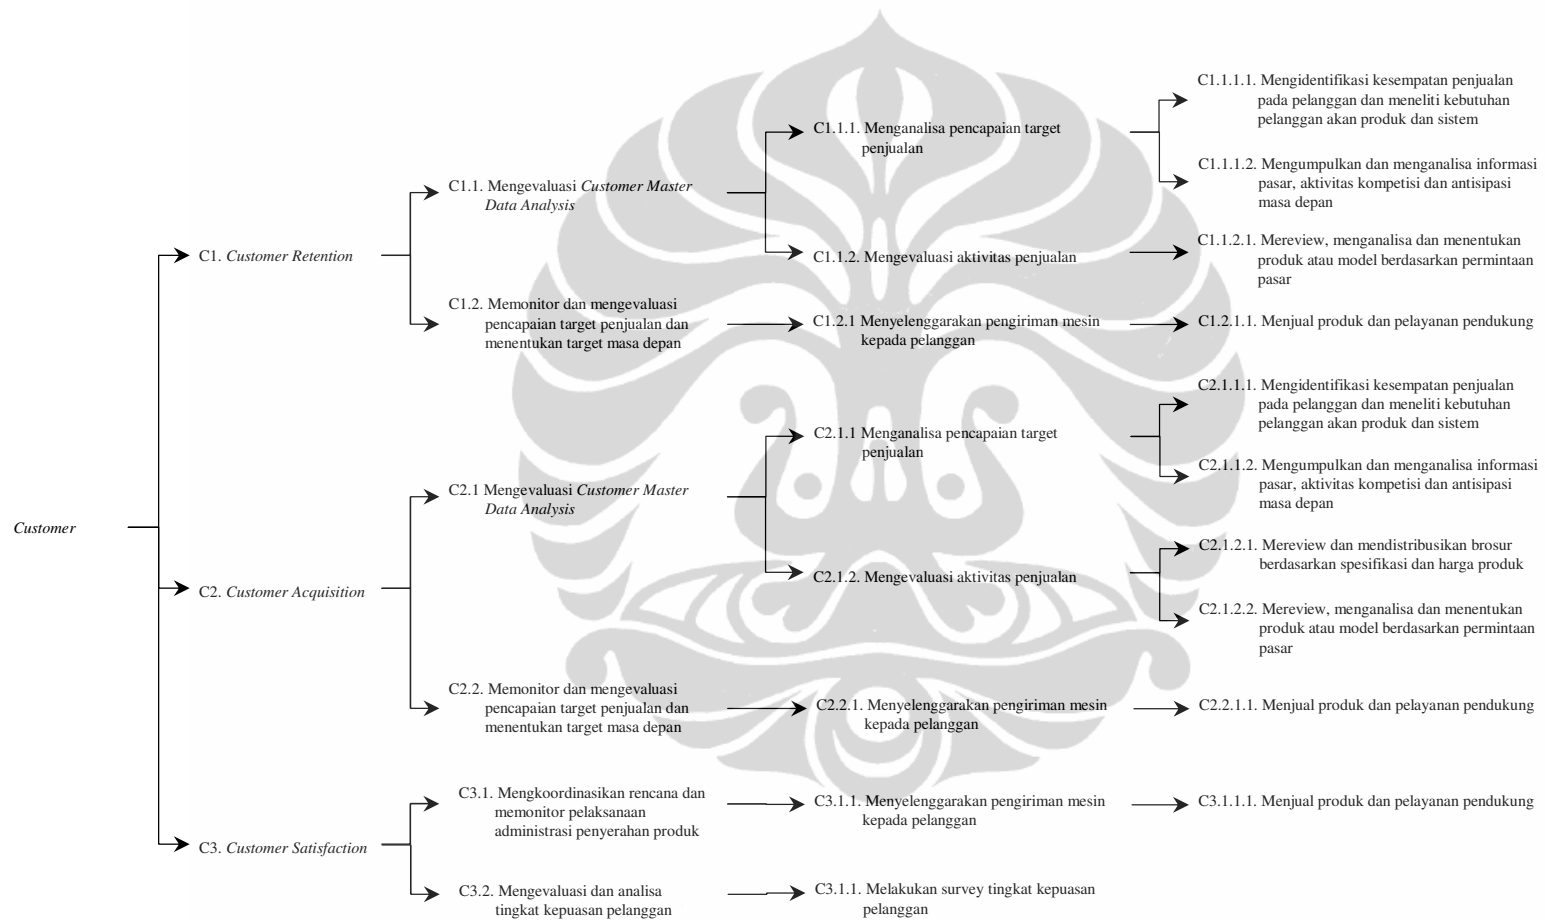 Customer
C1. Customer Retention
C1.1. Mengevaluasi Customer Master
Data Analysis
C1.1.1. Menganalisa pencapaian target
penjualan
C1.1.1.1. Mengidentifikasi kesempatan penjualan
pada pelanggan dan meneliti kebutuhan
pelanggan akan produk dan sistem
C1.1.1.2. Mengumpulkan dan menganalisa informasi
pasar, aktivitas kompetisi dan antisipasi
masa depan
C1.1.2. Mengevaluasi aktivitas penjualan
C1.1.2.1. Mereview, menganalisa dan menentukan
produk atau model berdasarkan permintaan
pasar
C1.2. Memonitor dan mengevaluasi
pencapaian target penjualan dan
menentukan target masa depan
C1.2.1 Menyelenggarakan pengiriman mesin
kepada pelanggan
C1.2.1.1. Menjual produk dan pelayanan pendukung
C2. Customer Acquisition
C2.1 Mengevaluasi Customer Master
Data Analysis
C2.1.1 Menganalisa pencapaian target
penjualan
C2.1.1.1. Mengidentifikasi kesempatan penjualan
pada pelanggan dan meneliti kebutuhan
pelanggan akan produk dan sistem
C2.1.1.2. Mengumpulkan dan menganalisa informasi
pasar, aktivitas kompetisi dan antisipasi
masa depan
C2.1.2. Mengevaluasi aktivitas penjualan
C2.1.2.1. Mereview dan mendistribusikan brosur
berdasarkan spesifikasi dan harga produk
C2.1.2.2. Mereview, menganalisa dan menentukan
produk atau model berdasarkan permintaan
pasar
C2.2. Memonitor dan mengevaluasi
pencapaian target penjualan dan
menentukan target masa depan
C2.2.1. Menyelenggarakan pengiriman mesin
kepada pelanggan
C2.2.1.1. Menjual produk dan pelayanan pendukung
C3. Customer Satisfaction
C3.1. Mengkoordinasikan rencana dan
memonitor pelaksanaan
administrasi penyerahan produk
C3.1.1. Menyelenggarakan pengiriman mesin
kepada pelanggan
C3.1.1.1. Menjual produk dan pelayanan pendukung
C3.2. Mengevaluasi dan analisa
tingkat kepuasan pelanggan
C3.1.1. Melakukan survey tingkat kepuasan
pelanggan